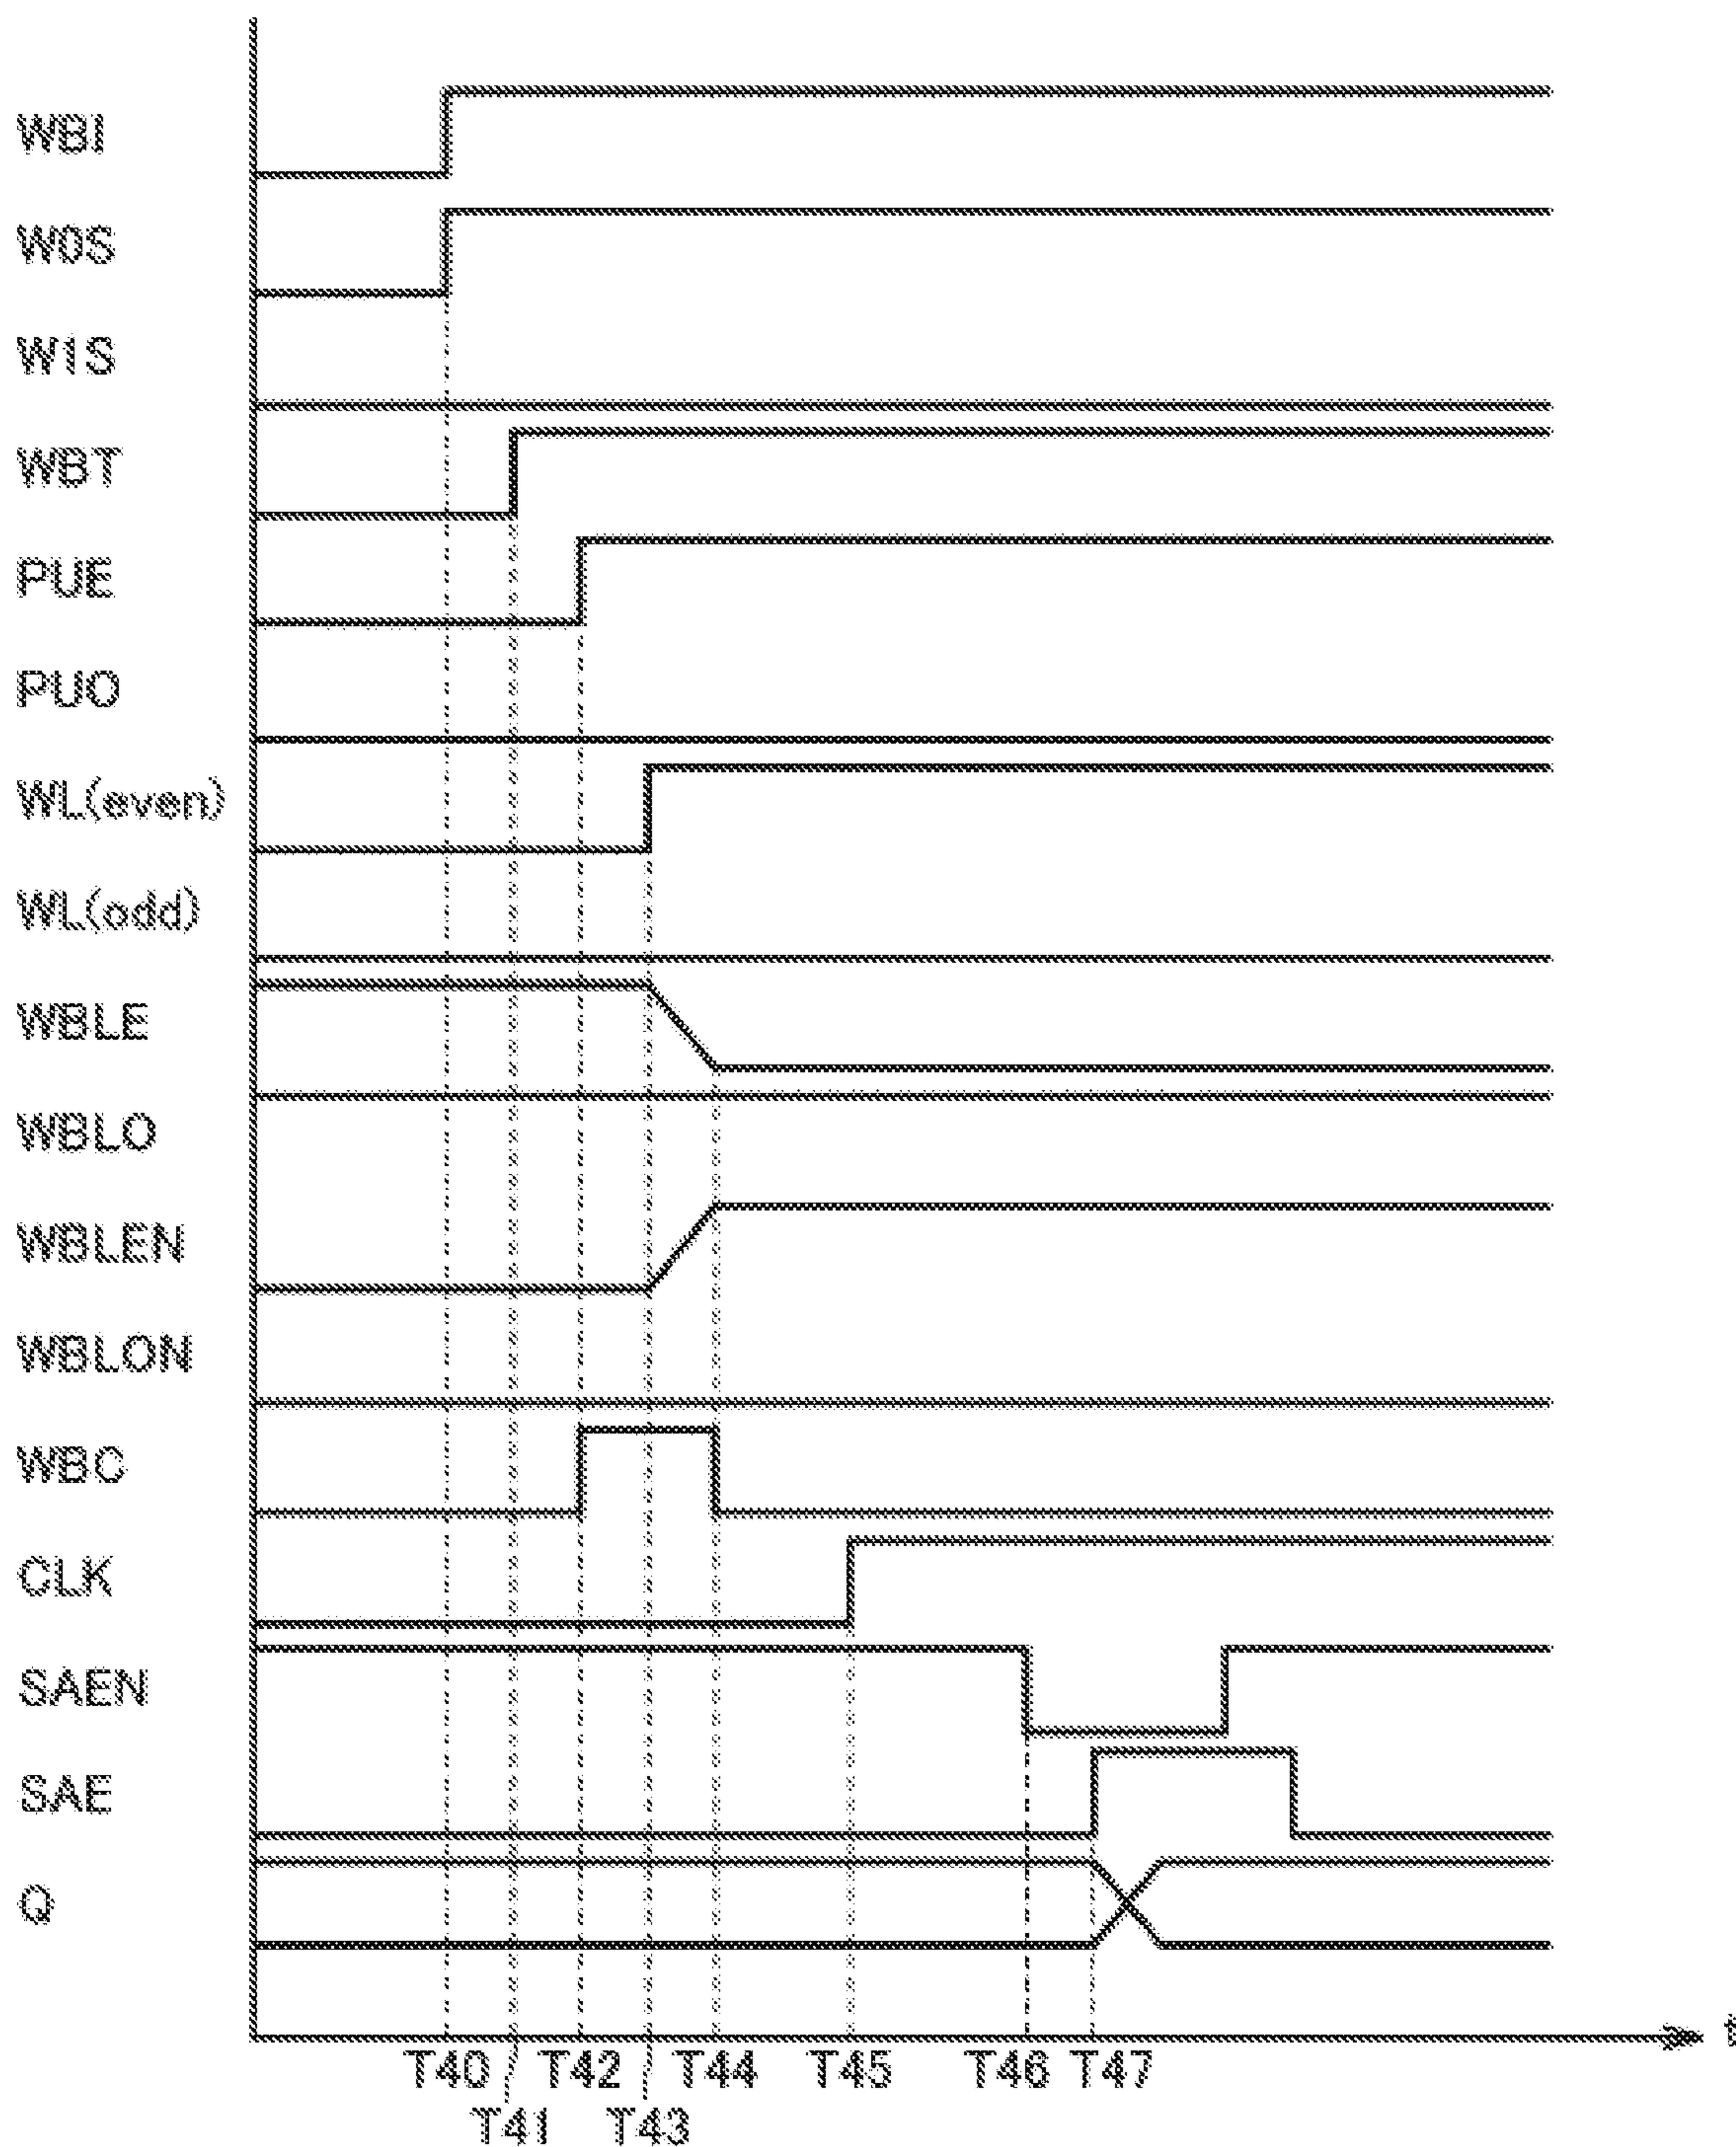 WBI
W0S
W1S
WBT
PUE
PUO
WL(even)
WL(odd)
WBLE
WBLO
WBLEN
WBLON
WBC
CLK
SAEN
SAE
Q
t
T40 T42 T44 T45 T46 T47
T41 T43